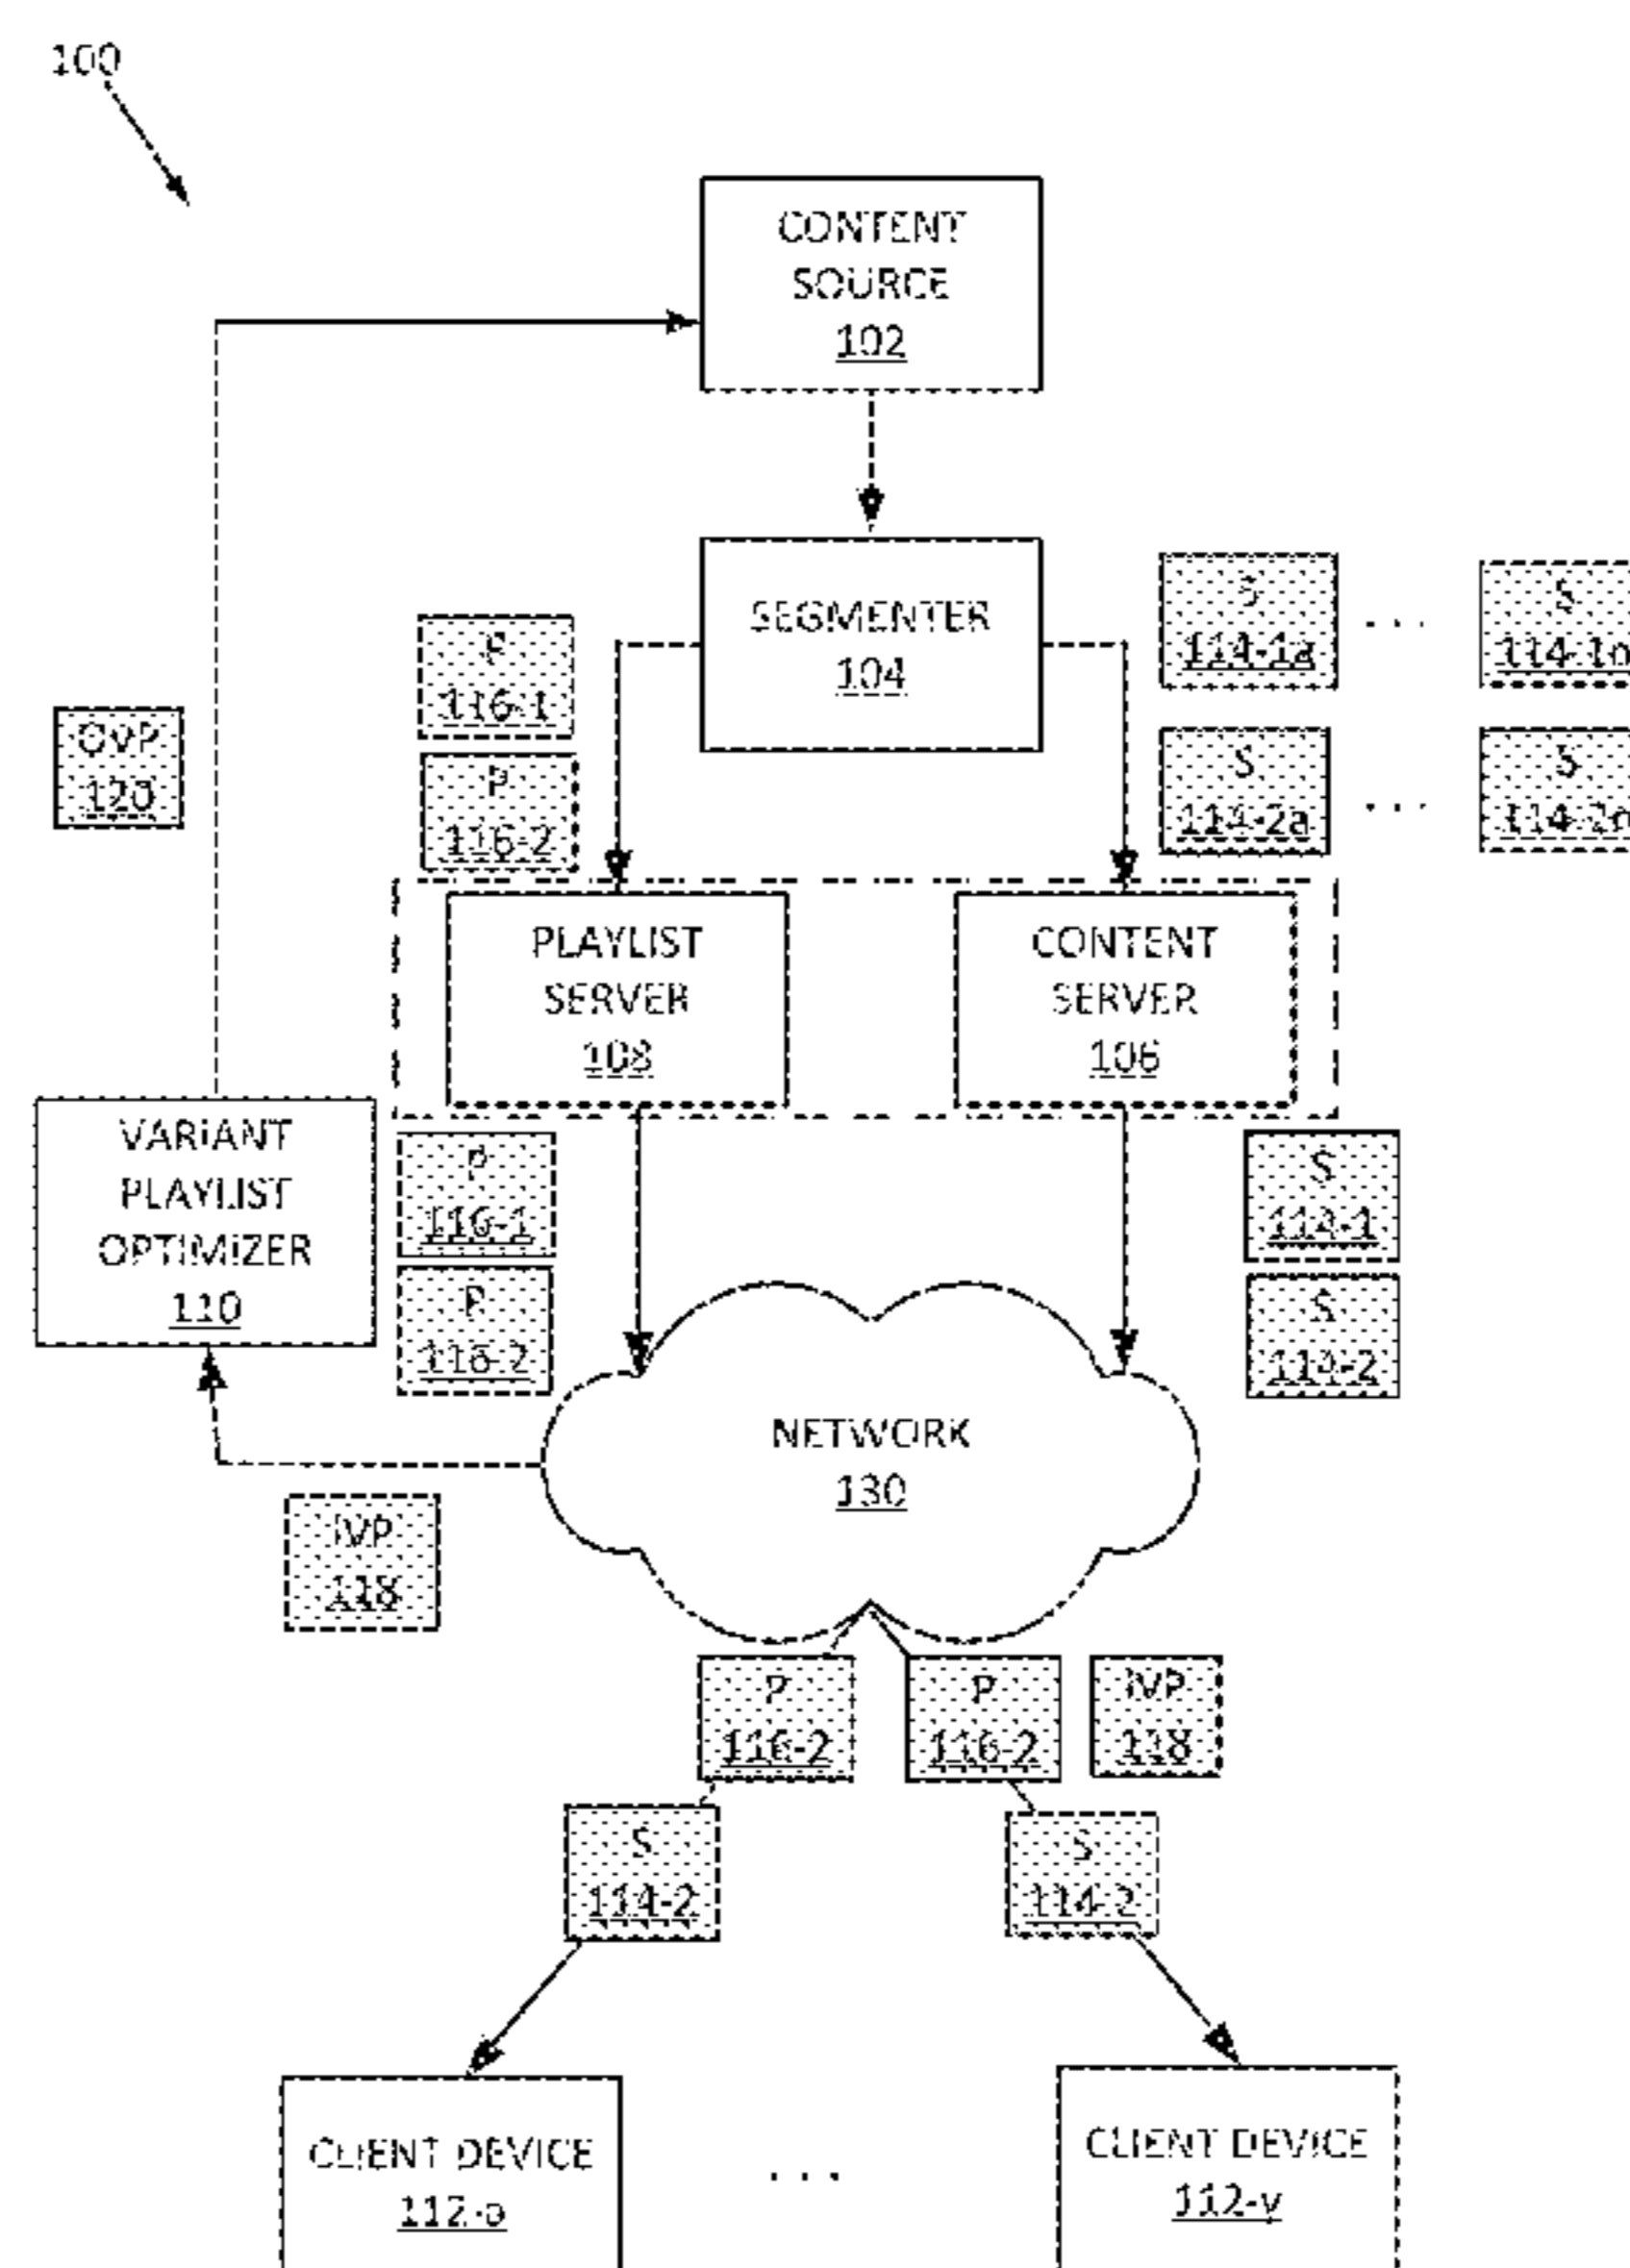 100
CONTENT
SOURCE
102
SEGMENTER
104
S
114-1a
. . .
S
P
116-1
P
116-2
S
114-2a
. . .
S
OVP
120
PLAYLIST
SERVER
108
CONTENT
SERVER
106
VARIANT
PLAYLIST
OPTIMIZER
110
P
116-1
P
116-2
S
114-1
S
114-2
NETWORK
130
IVP
118
P
116-2
P
116-2
IVP
118
S
114-2
S
114-2
CLIENT DEVICE
. . .
CLIENT DEVICE
112-y